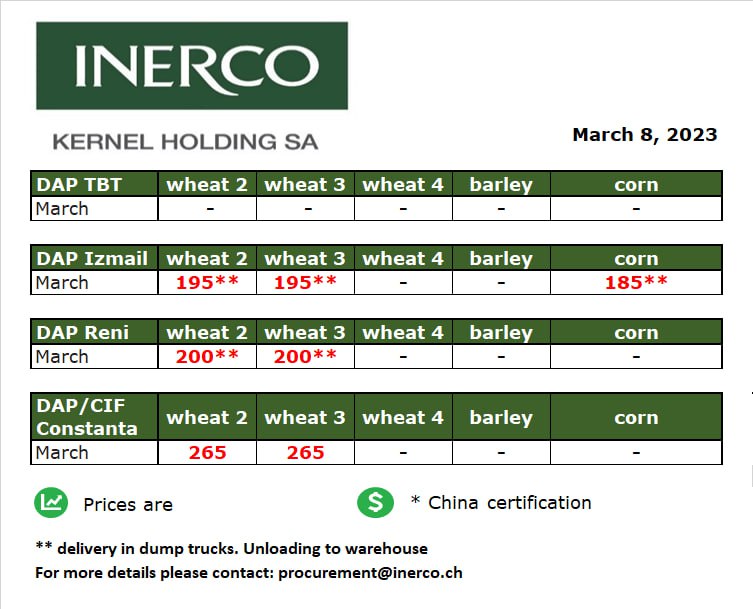 INERCO
KERNEL HOLDING SA
March 8, 2023
DAP TBT wheat 2 wheat 3 wheat 4 barley corn
March - - - - -
DAP Izmail wheat 2 wheat 3 wheat 4 barley corn
March 195** 195** - - 185**
DAP Reni wheat 2 wheat 3 wheat 4 barley corn
March 200** 200** - - -
DAP/CIF
Constanta wheat 2 wheat 3 wheat 4 barley corn
March 265 265 - - -
Prices are $ * China certification
** delivery in dump trucks. Unloading to warehouse
For more details please contact: procurement@inerco.ch